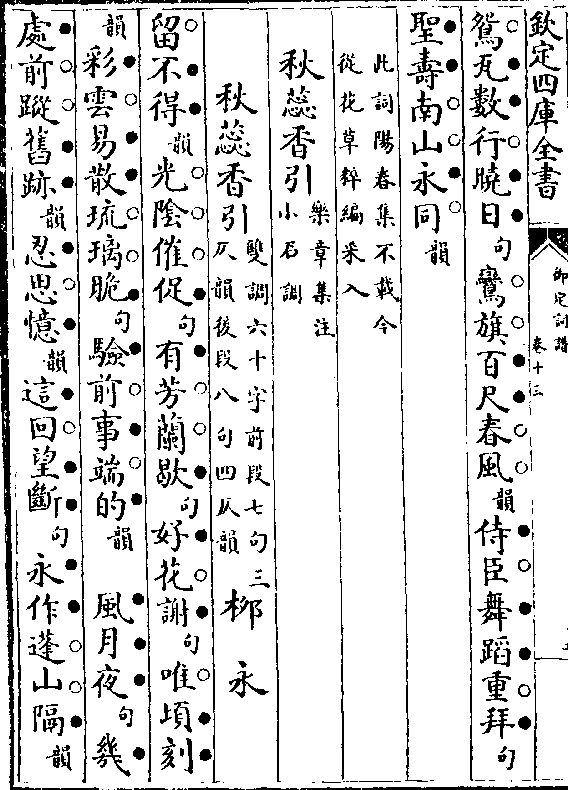 欽定四庫全書
御定詞譜
卷十三
鴛瓦數行曉日句鸞旗百尺春風韻侍臣舞蹈重拜句
聖壽南山永同韻
此詞陽春集不載今
從花草粹編采入
秋蕊香引樂章集注小石調
秋蕊香引雙調六十字前段七句三仄韻後段八句四仄韻 柳永
留不得韻光陰催促句有芳蘭歇句好花謝句唯頃刻
韻彩雲易散琉璃脆句驗前事端的韻 風月夜句幾
處前蹤舊跡韻忍思憶韻這回望斷句永作蓬山隔韻